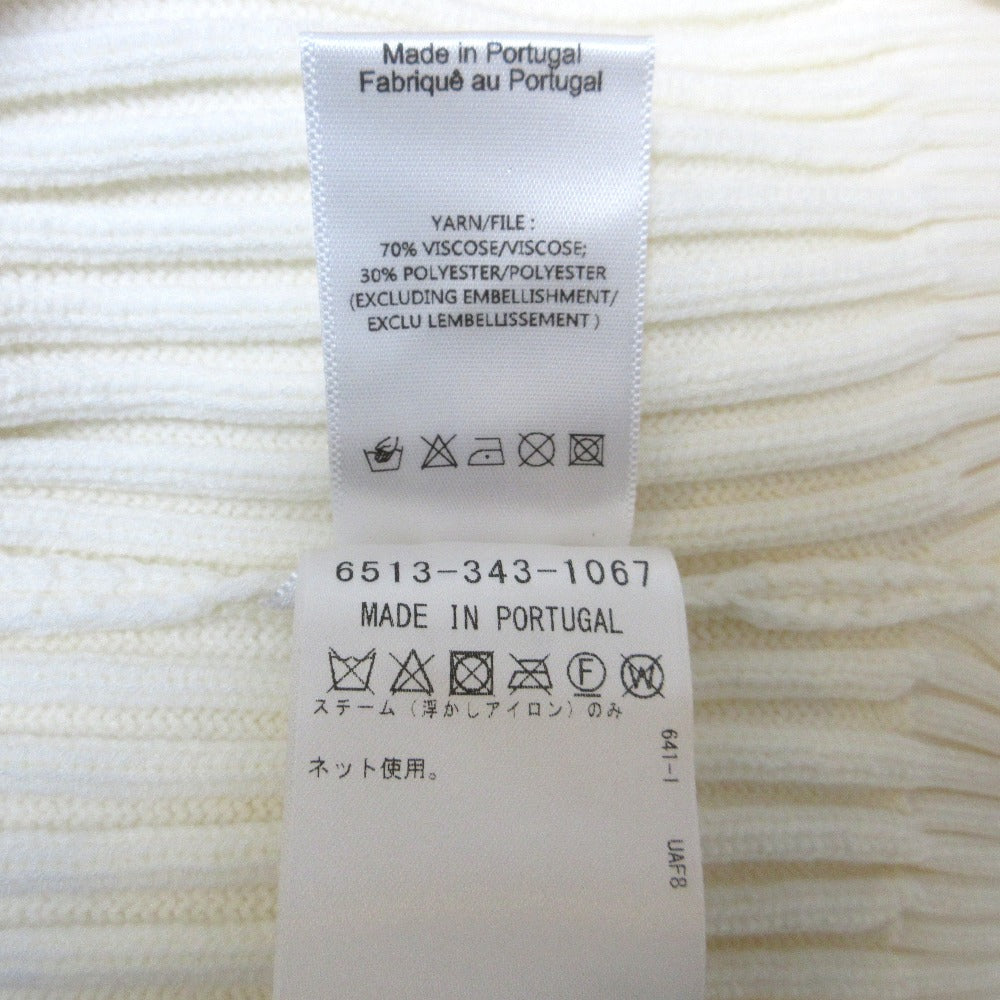 Made in Portugal
Fabriquê au Portugal
YARN/FILE :
70% VISCOSE/VISCOSE;
30% POLYESTER/POLYESTER
(EXCLUDING EMBELLISHMENT/
EXCLU LEMBELLISSEMENT )
6513-343-1067
MADE IN PORTUGAL
F W
ステーム (浮かしアイロン) のみ
ネット使用。
641-1
UAF8